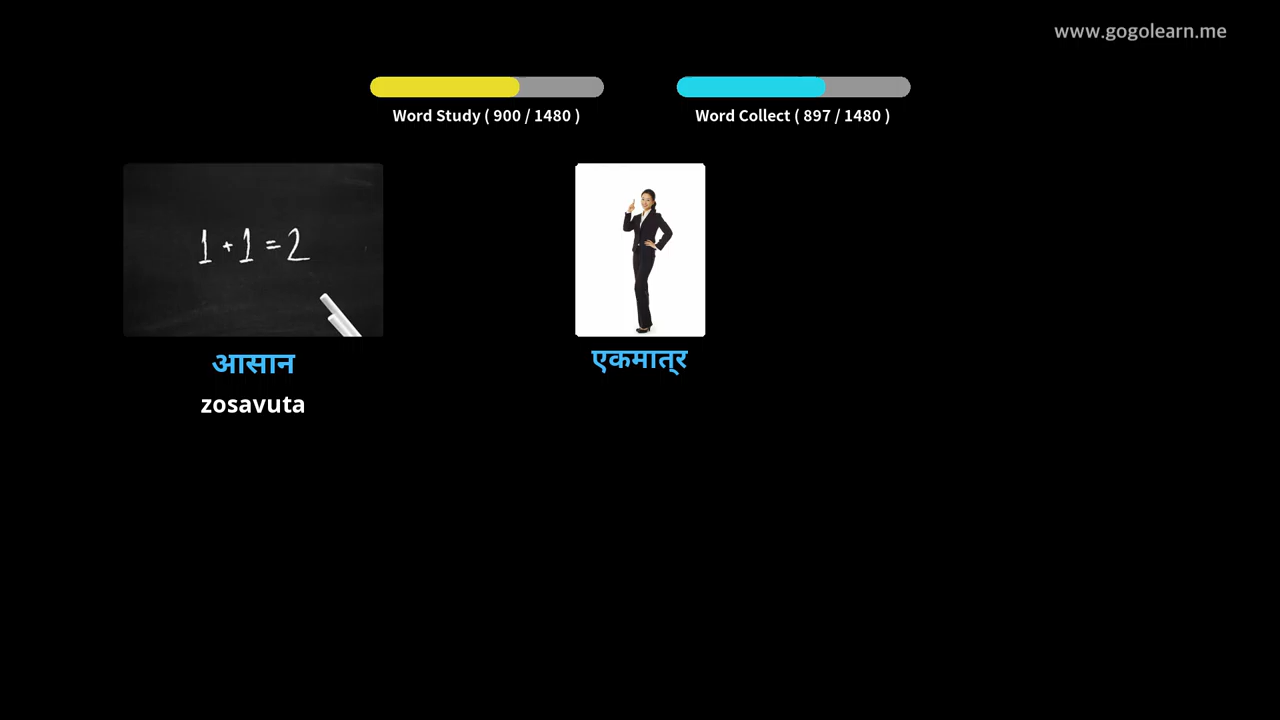 www.gogolearn.me
Word Study ( 900 / 1480 )
Word Collect ( 897 / 1480 )
1 + 1 = 2
आसान
zosavuta
एकमात्र